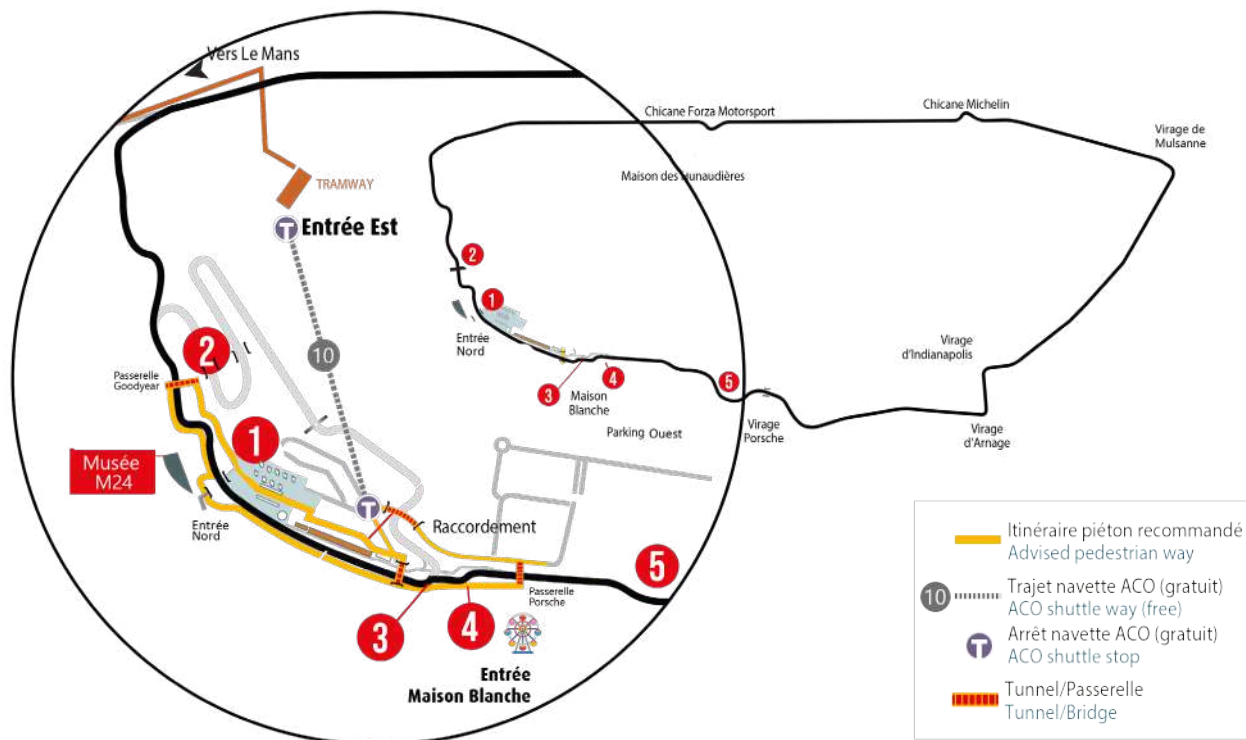 Vers Le Mans
TRAMWAY
Entrée Est
10
2
Passerelle
Goodyear
1
Musée
M24
Entrée
Nord
Raccordement
3
4
5
Passerelle
Porsche
Entrée
Maison Blanche
Chicane Forza Motorsport
Chicane Michelin
Virage de
Mulsanne
Maison des Hunaudières
2
1
Entrée
Nord
3
4
Maison
Blanche
Parking Ouest
5
Virage
Porsche
Virage
d'Indianapolis
Virage
d'Arnage
Itinéraire piéton recommandé
Advised pedestrian way
10
Trajet navette ACO (gratuit)
ACO shuttle way (free)
T
Arrêt navette ACO (gratuit)
ACO shuttle stop
Tunnel/Passerelle
Tunnel/Bridge